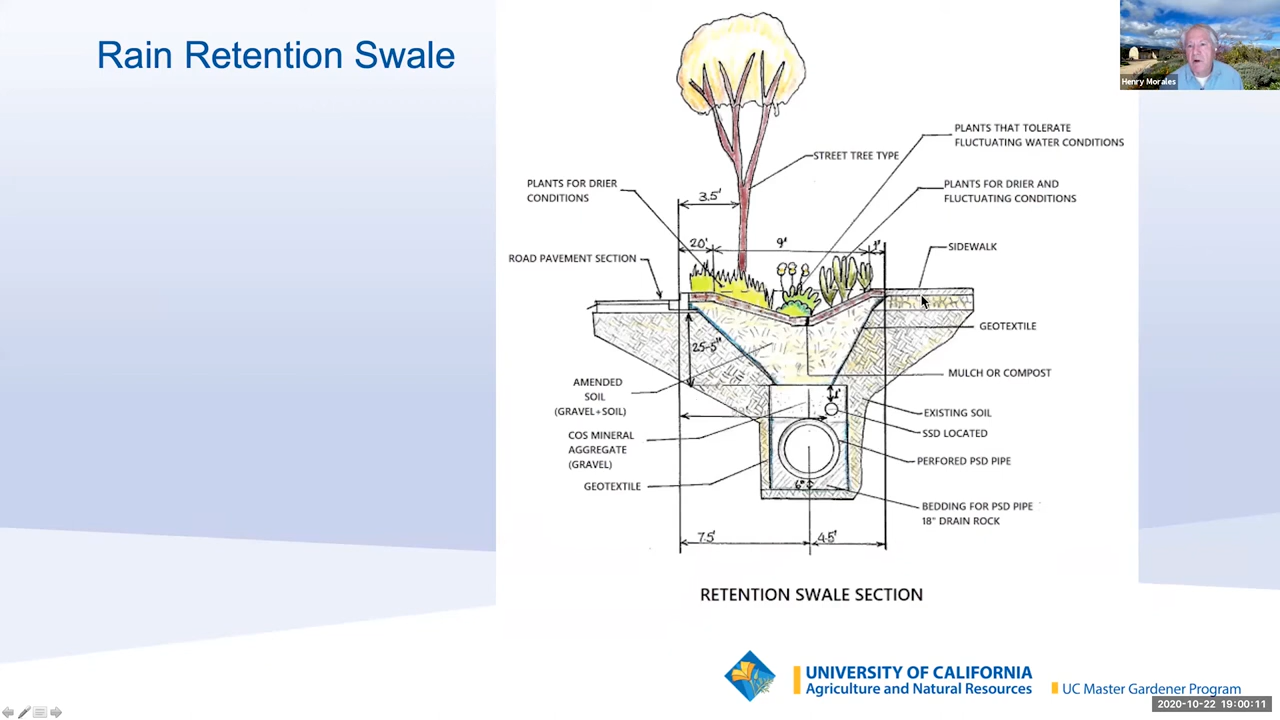 Rain Retention Swale
Henry Morales
PLANTS THAT TOLERATE
FLUCTUATING WATER CONDITIONS
STREET TREE TYPE
PLANTS FOR DRIER
CONDITIONS
PLANTS FOR DRIER AND
FLUCTUATING CONDITIONS
3.5'
20'
9'
1'
SIDEWALK
ROAD PAVEMENT SECTION
GEOTEXTILE
25-5"
MULCH OR COMPOST
AMENDED
SOIL
(GRAVEL+SOIL)
1'
EXISTING SOIL
SSD LOCATED
COS MINERAL
AGGREGATE
(GRAVEL)
PERFORED PSD PIPE
GEOTEXTILE
6"
BEDDING FOR PSD PIPE
18" DRAIN ROCK
7.5'
4.5'
RETENTION SWALE SECTION
UNIVERSITY OF CALIFORNIA
Agriculture and Natural Resources
UC Master Gardener Program
2020-10-22 19:00:11